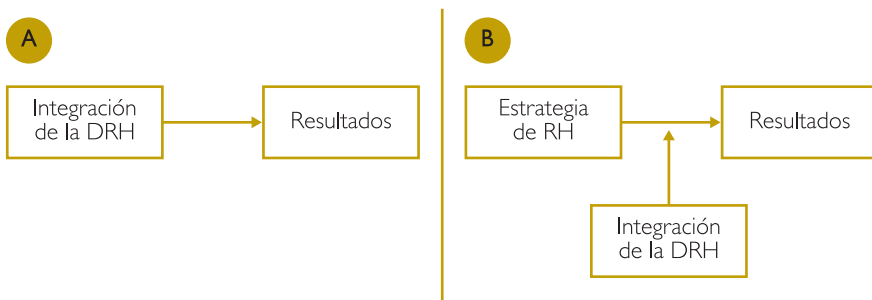 A
Integración
de la DRH
Resultados
B
Estrategia
de RH
Resultados
Integración
de la DRH